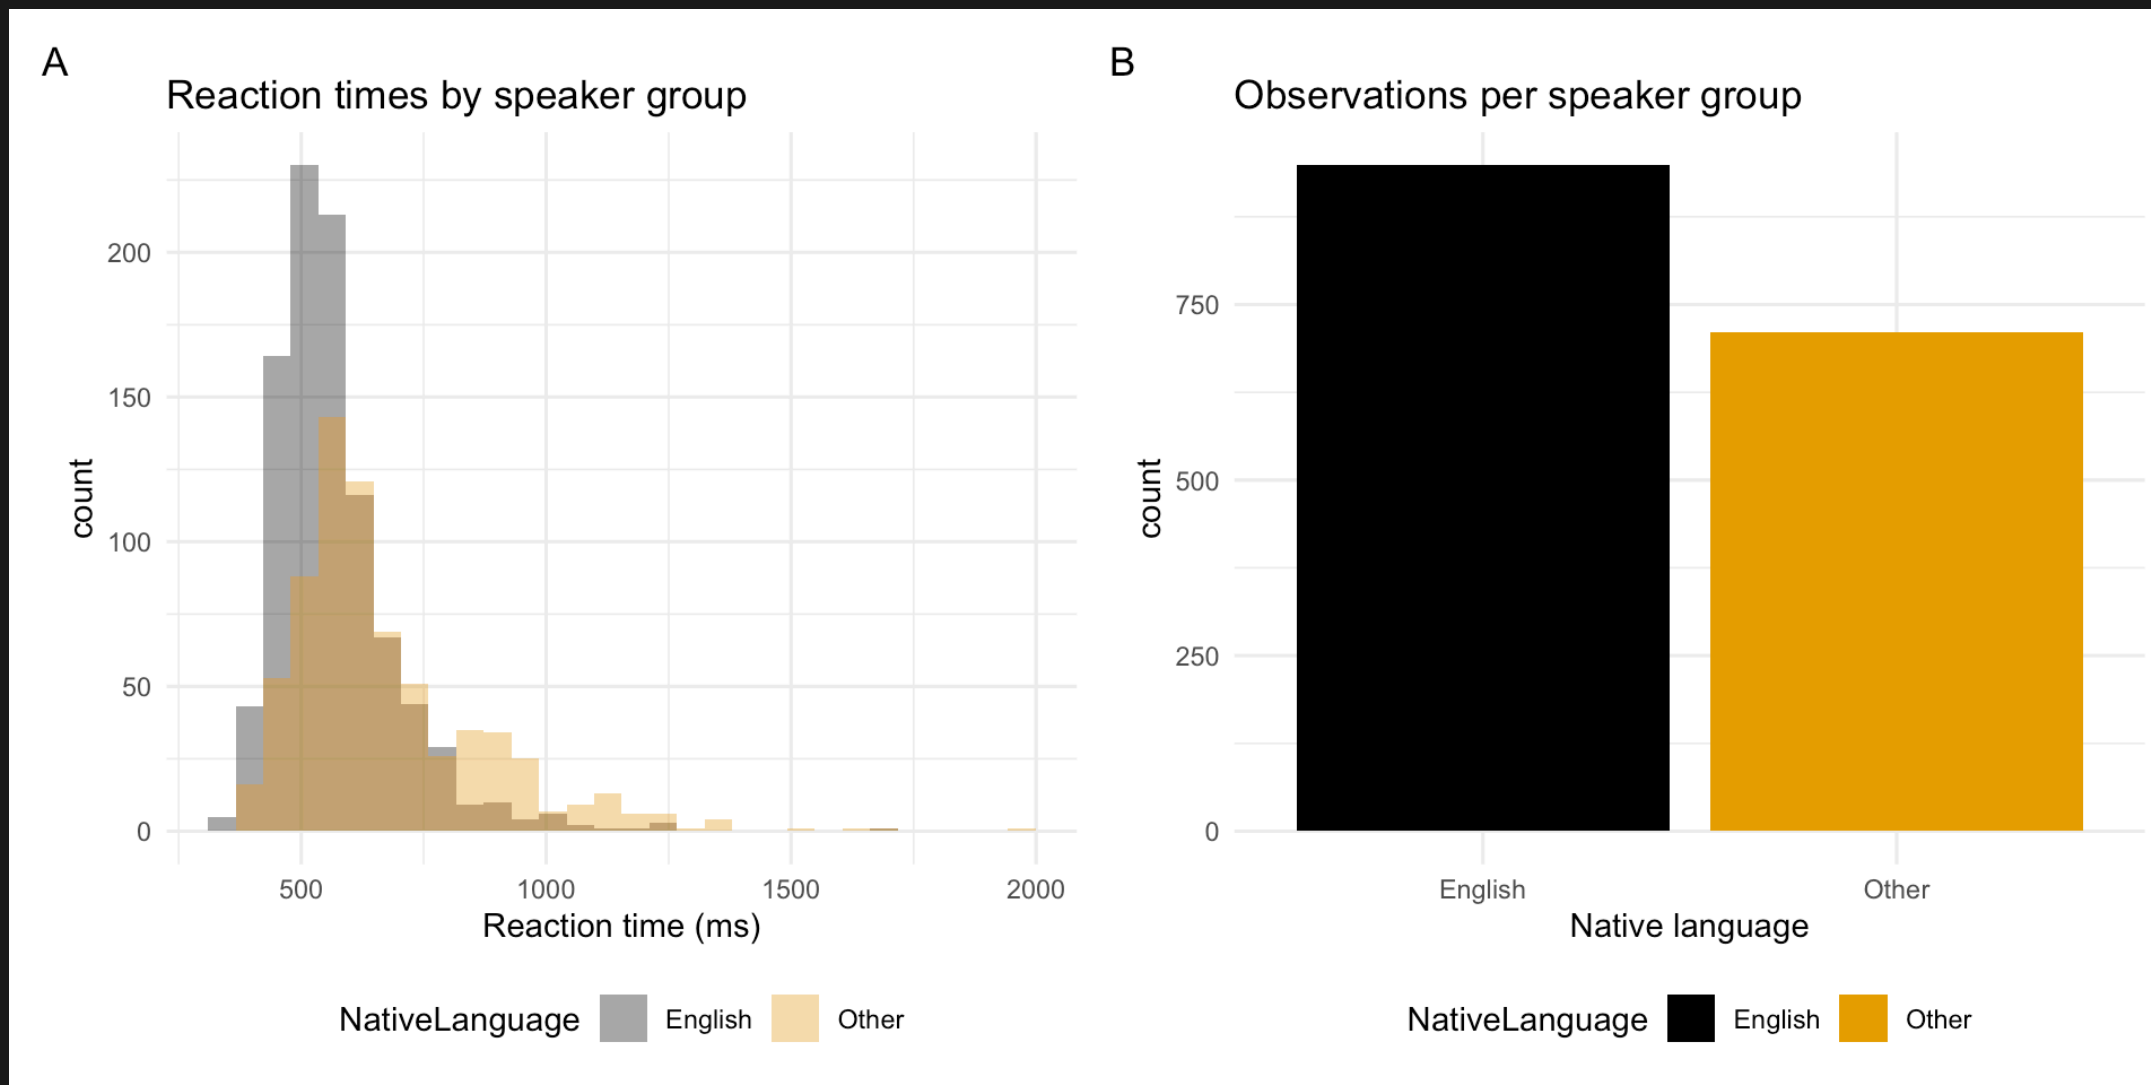 A
Reaction times by speaker group
200
150
100
50
0
count
500 1000 1500 2000
Reaction time (ms)
NativeLanguage English Other
B
Observations per speaker group
750
500
250
0
count
English Other
Native language
NativeLanguage English Other